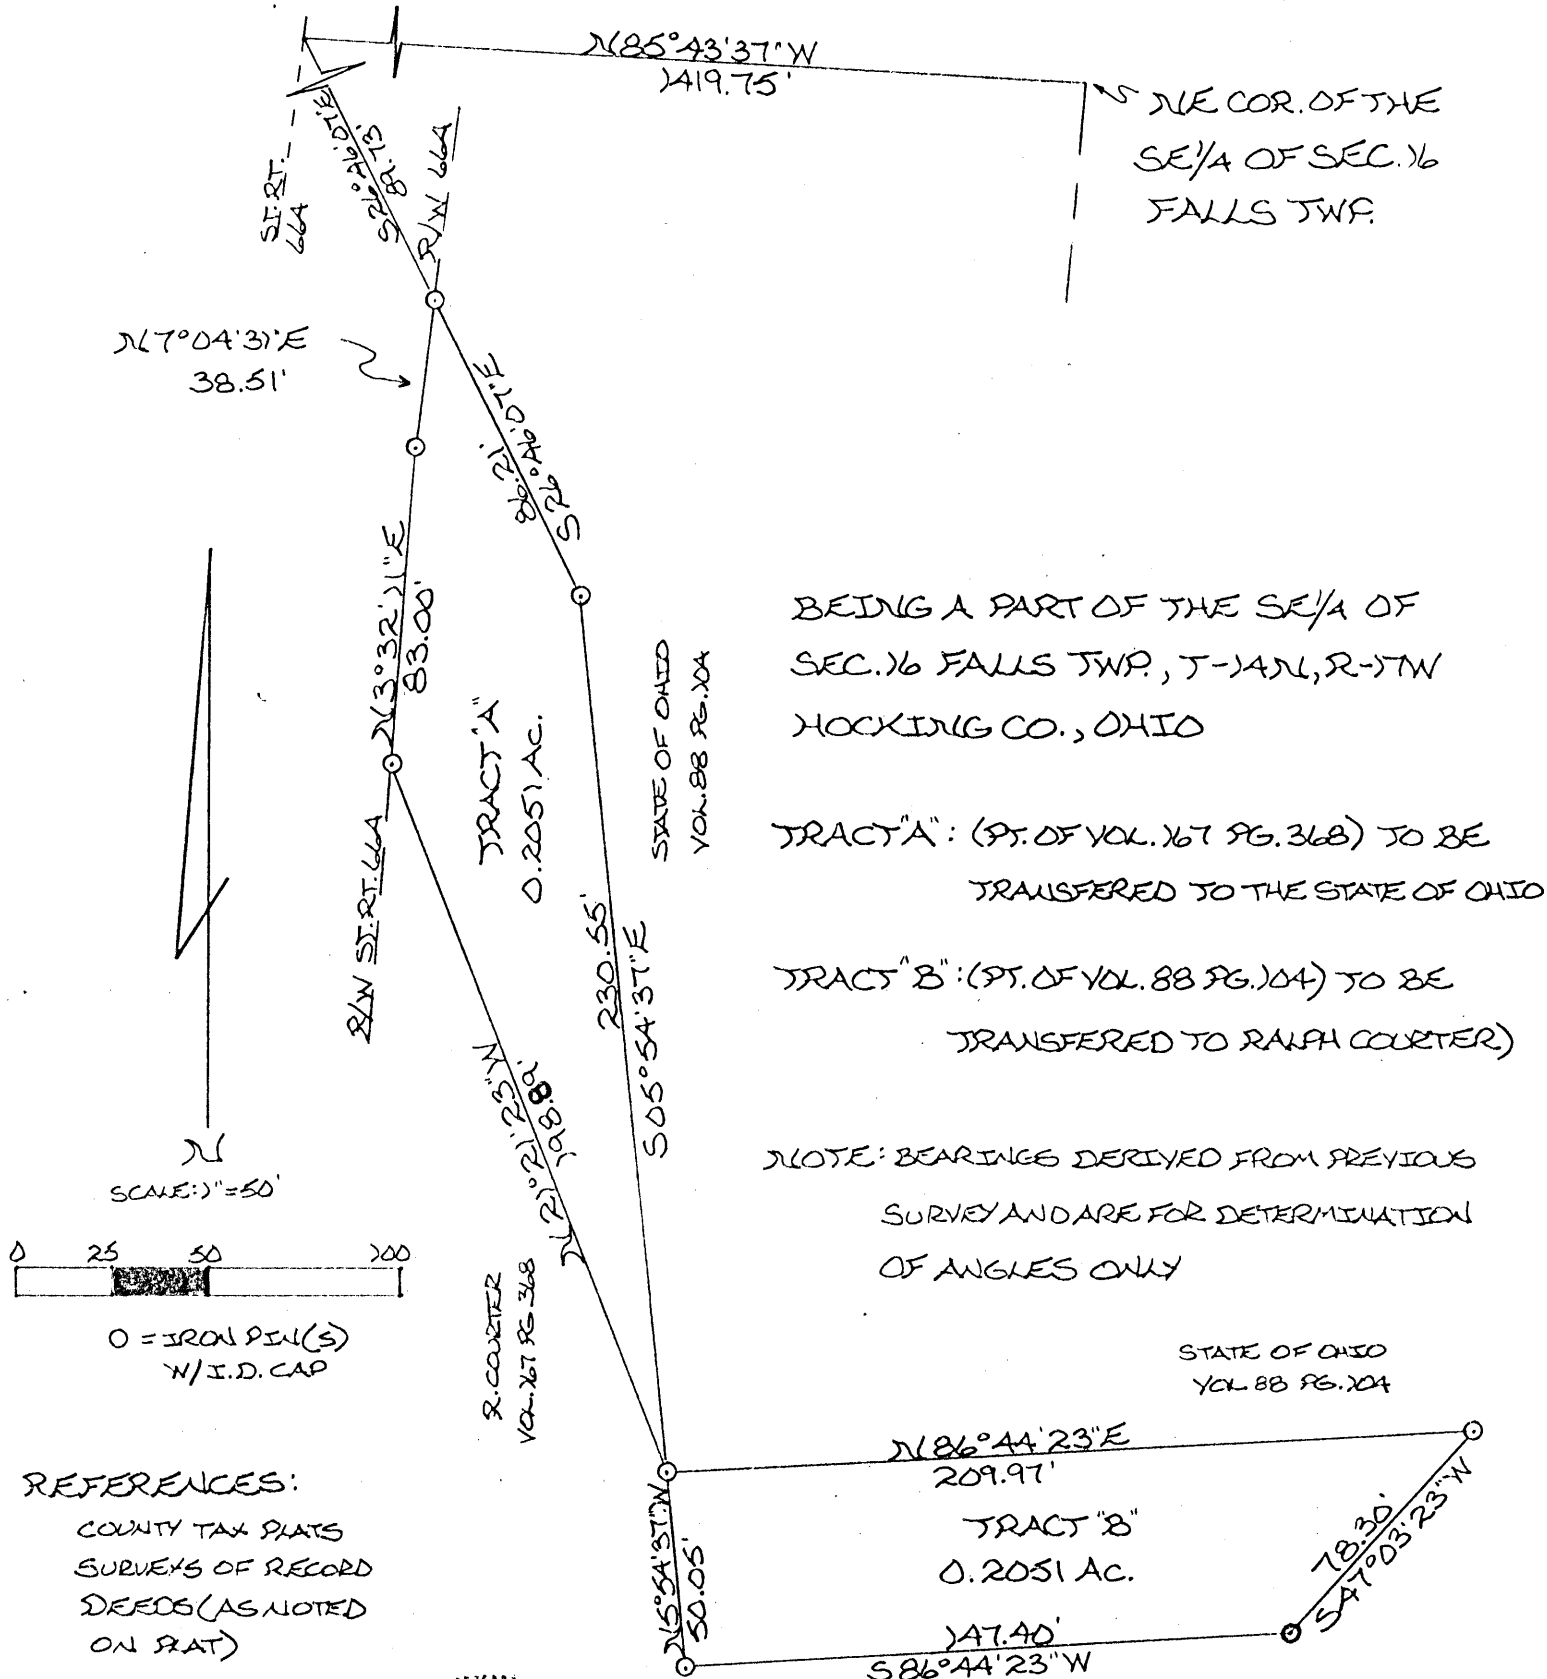 N85°43'37"W
1419.75'
NE COR. OF THE
SE1/4 OF SEC. 16
FALLS TWP.
ST. RT.
664
S26°46'07"E
89.73'
R/W 664
N7°04'31"E
38.51'
S26°46'07"E
86.21'
N3°32'11"E
83.00'
TRACT "A"
0.2051 AC.
STATE OF OHIO
VOL. 88 PG. 104
BEING A PART OF THE SE1/4 OF
SEC. 16 FALLS TWP., T-14N, R-17W
HOCKING CO., OHIO
TRACT "A": (PT. OF VOL. 167 PG. 368) TO BE
TRANSFERED TO THE STATE OF OHIO
TRACT "B": (PT. OF VOL. 88 PG. 104) TO BE
TRANSFERED TO RALPH COURTER)
R/W ST. RT. 664
230.55'
S05°54'37"E
N21°21'23"W
NOTE: BEARINGS DERIVED FROM PREVIOUS
SURVEY AND ARE FOR DETERMINATION
OF ANGLES ONLY
N
SCALE: 1"=50'
0 25 50 100
O = IRON PIN(S)
W/ I.D. CAP
R. COURTER
VOL. 167 PG 368
STATE OF OHIO
VOL. 88 PG. 104
REFERENCES:
COUNTY TAX PLATS
SURVEYS OF RECORD
DEEDS (AS NOTED
ON PLAT)
N86°44'23"E
209.97'
TRACT "B"
0.2051 AC.
N5°54'37"W
50.05'
78.30'
S47°03'23"W
147.40'
S86°44'23"W